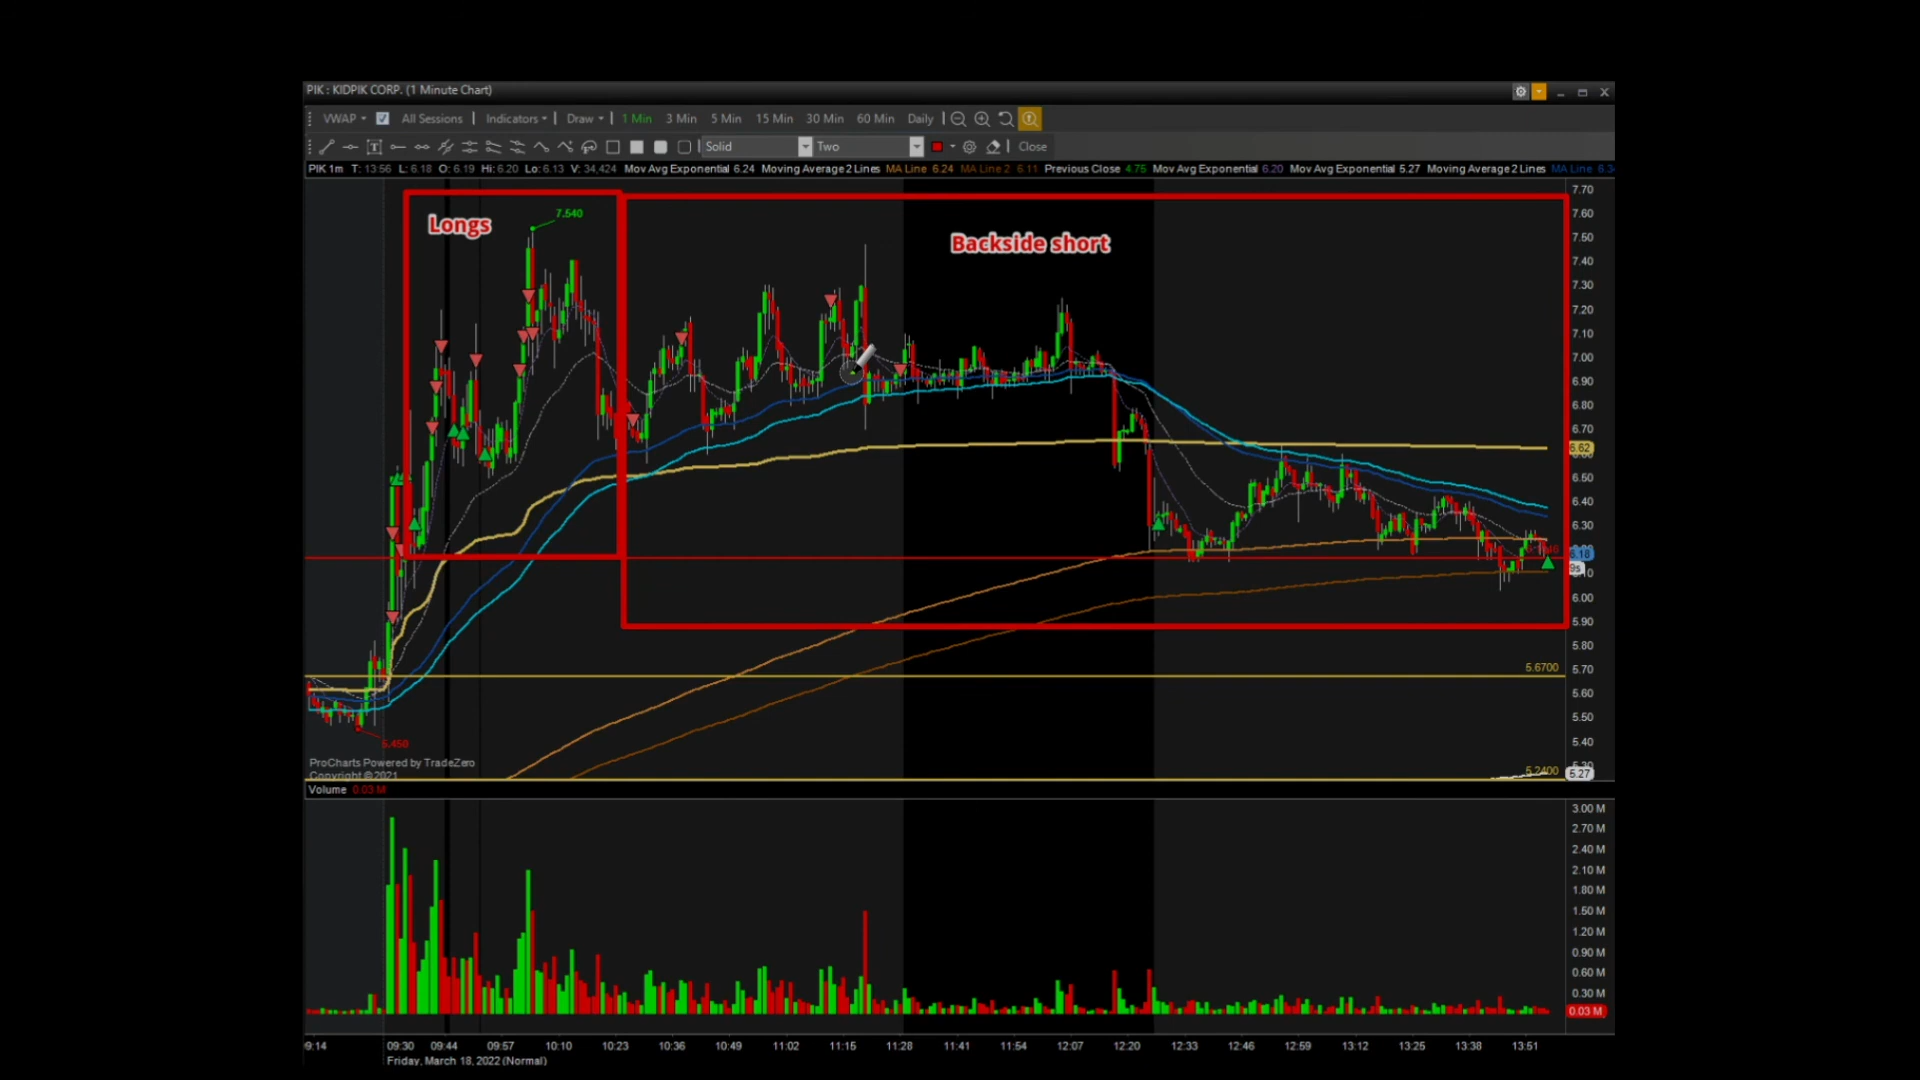 PIK : KIDPIK CORP. (1 Minute Chart)
VWAP All Sessions Indicators Draw 1 Min 3 Min 5 Min 15 Min 30 Min 60 Min Daily
Solid Two Close
PIK 1m T: 13:56 L: 6.18 O: 6.19 Hi: 6.20 Lo: 6.13 V: 34,424 Mov Avg Exponential 6.24 Moving Average 2 Lines MA Line 6.24 MA Line 2 6.11 Previous Close 4.75 Mov Avg Exponential 6.20 Mov Avg Exponential 5.27 Moving Average 2 Lines MA Line
7.70
Longs
7.540
7.60
Backside short
7.50
7.40
7.30
7.20
7.10
7.00
6.90
6.80
6.70
6.62
6.50
6.40
6.30
6.18
6.00
5.90
5.80
5.6700
5.70
5.60
5.50
5.450
5.40
ProCharts Powered by TradeZero
Copyright © 2021
5.2400
5.27
Volume 0.03 M
3.00 M
2.70 M
2.40 M
2.10 M
1.80 M
1.50 M
1.20 M
0.90 M
0.60 M
0.30 M
0.03 M
9:14 09:30 09:44 09:57 10:10 10:23 10:36 10:49 11:02 11:15 11:28 11:41 11:54 12:07 12:20 12:33 12:46 12:59 13:12 13:25 13:38 13:51
Friday, March 18, 2022 (Normal)